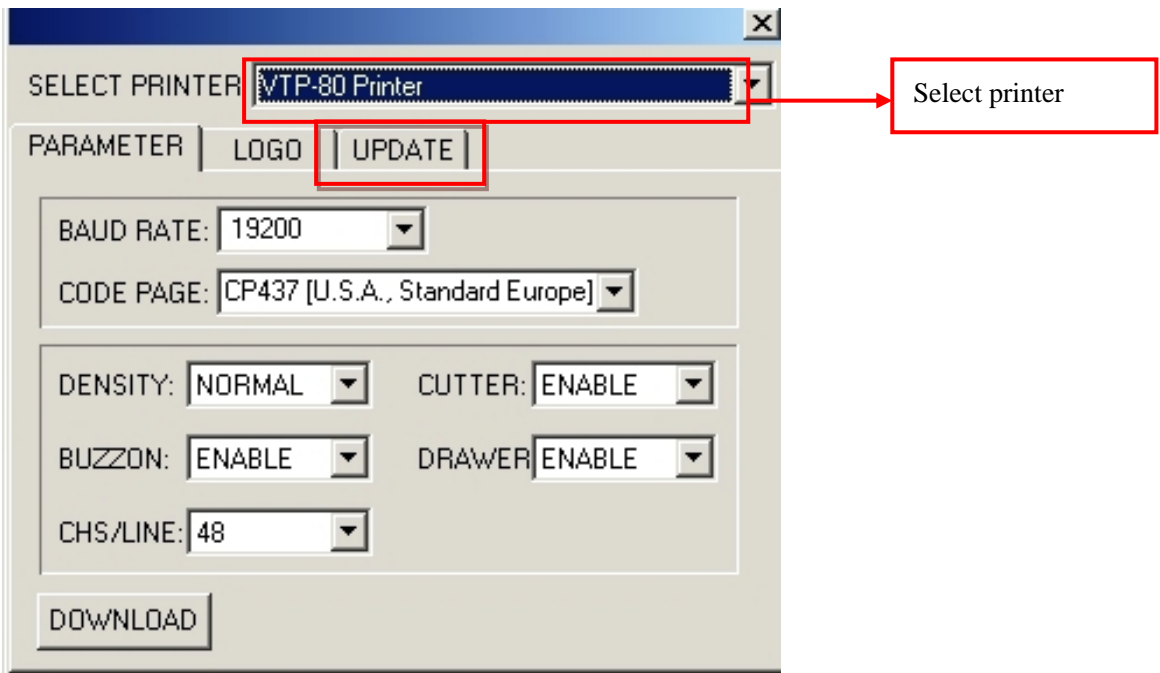 SELECT PRINTER VTP-80 Printer
Select printer
PARAMETER LOGO UPDATE
BAUD RATE: 19200
CODE PAGE: CP437 [U.S.A., Standard Europe]
DENSITY: NORMAL CUTTER: ENABLE
BUZZON: ENABLE DRAWER ENABLE
CHS/LINE: 48
DOWNLOAD